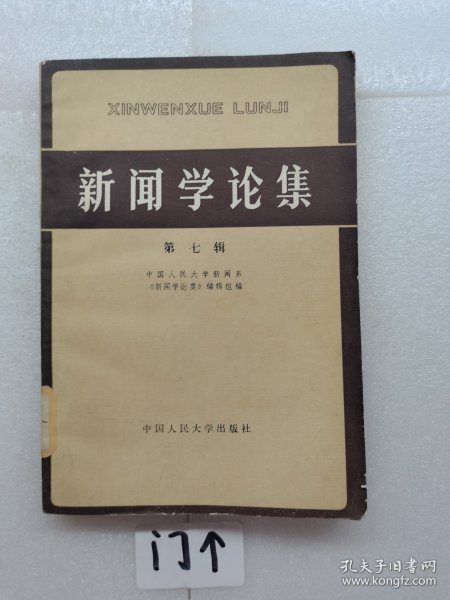 XINWENXUE LUNJI
新闻学论集
第七辑
中国人民大学新闻系
《新闻学论集》编辑组编
中国人民大学出版社
门个
孔夫子旧书网
www.kongfz.com